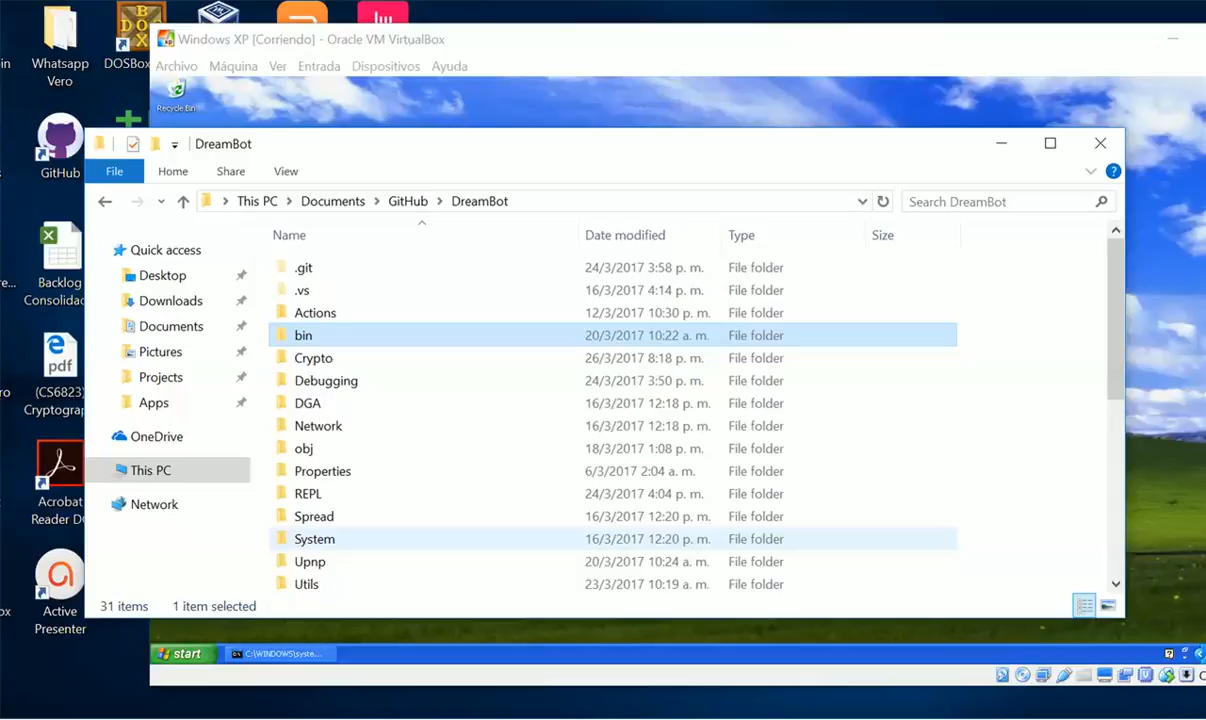 Whatsapp
Vero
DOSBox
GitHub
Backlog
Consolidac
pdf
(CS6823)
Cryptograp
Acrobat
Reader D
Active
Presenter
Windows XP [Corriendo] - Oracle VM VirtualBox
Archivo Máquina Ver Entrada Dispositivos Ayuda
Recycle Bin
DreamBot
File Home Share View
This PC > Documents > GitHub > DreamBot
Search DreamBot
Name Date modified Type Size
Quick access
Desktop
Downloads
Documents
Pictures
Projects
Apps
OneDrive
This PC
Network
.git 24/3/2017 3:58 p. m. File folder
.vs 16/3/2017 4:14 p. m. File folder
Actions 12/3/2017 10:30 p. m. File folder
bin 20/3/2017 10:22 a. m. File folder
Crypto 26/3/2017 8:18 p. m. File folder
Debugging 24/3/2017 3:50 p. m. File folder
DGA 16/3/2017 12:18 p. m. File folder
Network 16/3/2017 12:18 p. m. File folder
obj 18/3/2017 1:08 p. m. File folder
Properties 6/3/2017 2:04 a. m. File folder
REPL 24/3/2017 4:04 p. m. File folder
Spread 16/3/2017 12:20 p. m. File folder
System 16/3/2017 12:20 p. m. File folder
Upnp 20/3/2017 10:24 a. m. File folder
Utils 23/3/2017 10:19 a. m. File folder
31 items 1 item selected
start C:\WINDOWS\syste...